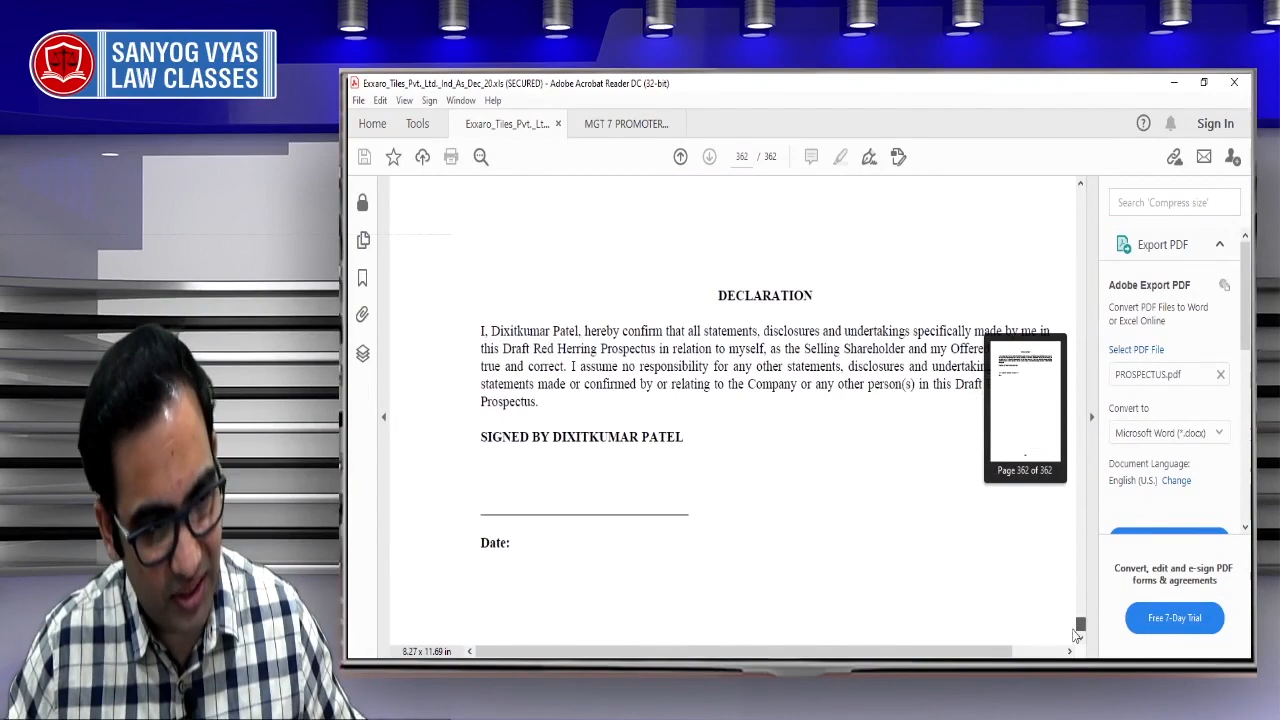 SANYOG VYAS
LAW CLASSES
Exxaro_Tiles_Pvt._Ltd._Ind_As_Dec_20.xls (SECURED) - Adobe Acrobat Reader DC (32-bit)
File Edit View Sign Window Help
Home Tools Exxaro_Tiles_Pvt._Lt... × MGT 7 PROMOTER... Sign In
362 / 362
DECLARATION
I, Dixitkumar Patel, hereby confirm that all statements, disclosures and undertakings specifically made by me in
this Draft Red Herring Prospectus in relation to myself, as the Selling Shareholder and my Offered
true and correct. I assume no responsibility for any other statements, disclosures and
statements made or confirmed by or relating to the Company or any other person(s) in this Draft
Prospectus.
SIGNED BY DIXITKUMAR PATEL
Date:
Page 362 of 362
8.27 x 11.69 in
Search 'Compress size'
Export PDF
Adobe Export PDF
Convert PDF Files to Word
or Excel Online
Select PDF File
PROSPECTUS.pdf
Convert to
Microsoft Word (*.docx)
Document Language:
English (U.S.) Change
Convert, edit and e-sign PDF
forms & agreements
Free 7-Day Trial